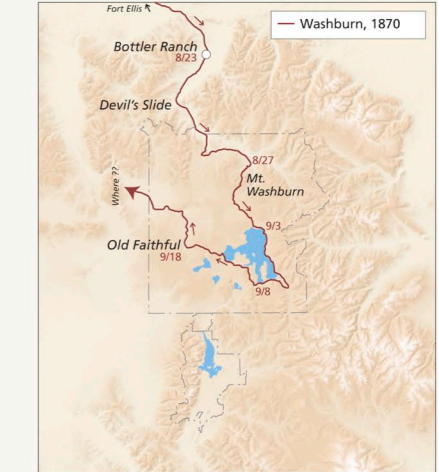 Fort Ellis
Washburn, 1870
Bottler Ranch
8/23
Devil's Slide
8/27
Mt.
Washburn
Where ??
9/3
Old Faithful
9/18
9/8